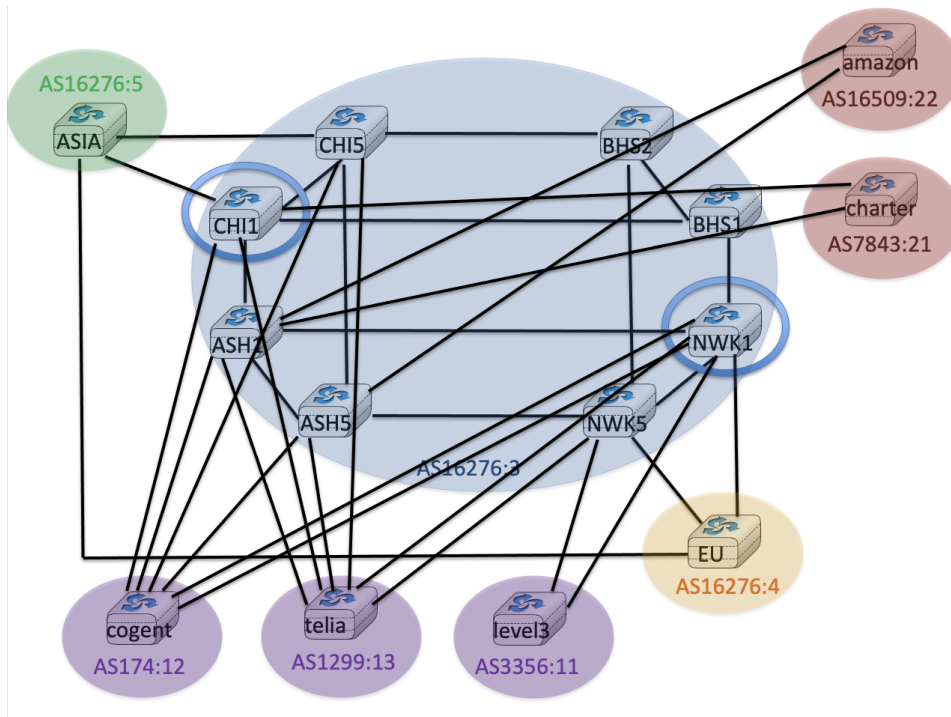 amazon
AS16509:22
AS16276:5
ASIA
CHI5
BHS2
CHI1
BHS1
charter
AS7843:21
ASH1
NWK1
ASH5
NWK5
AS16276:3
EU
AS16276:4
cogent
AS174:12
telia
AS1299:13
level3
AS3356:11